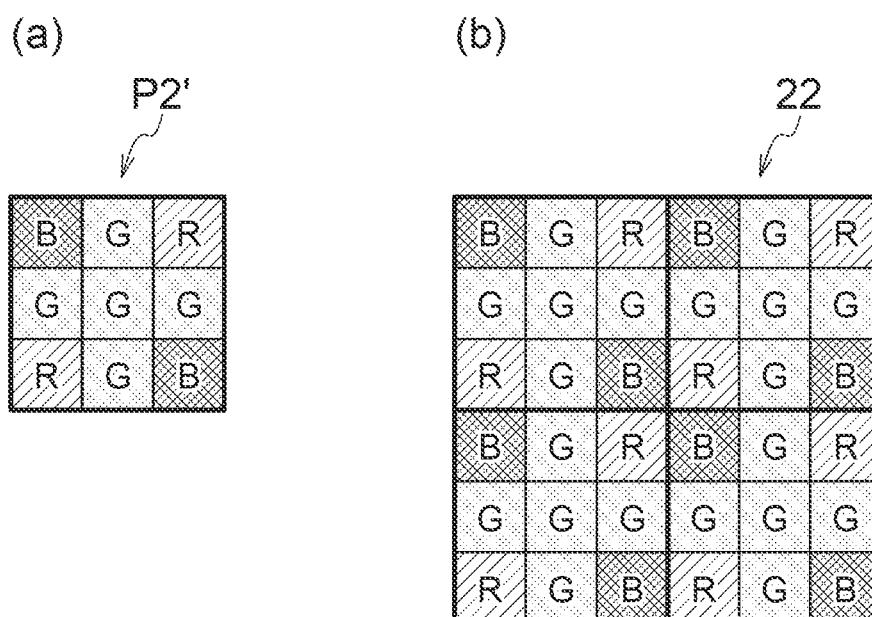 (a) (b)
P2' 22
B G R B G R B G R
G G G G G G G G G
R G B R G B R G B
B G R B G R
G G G G G G
R G B R G B